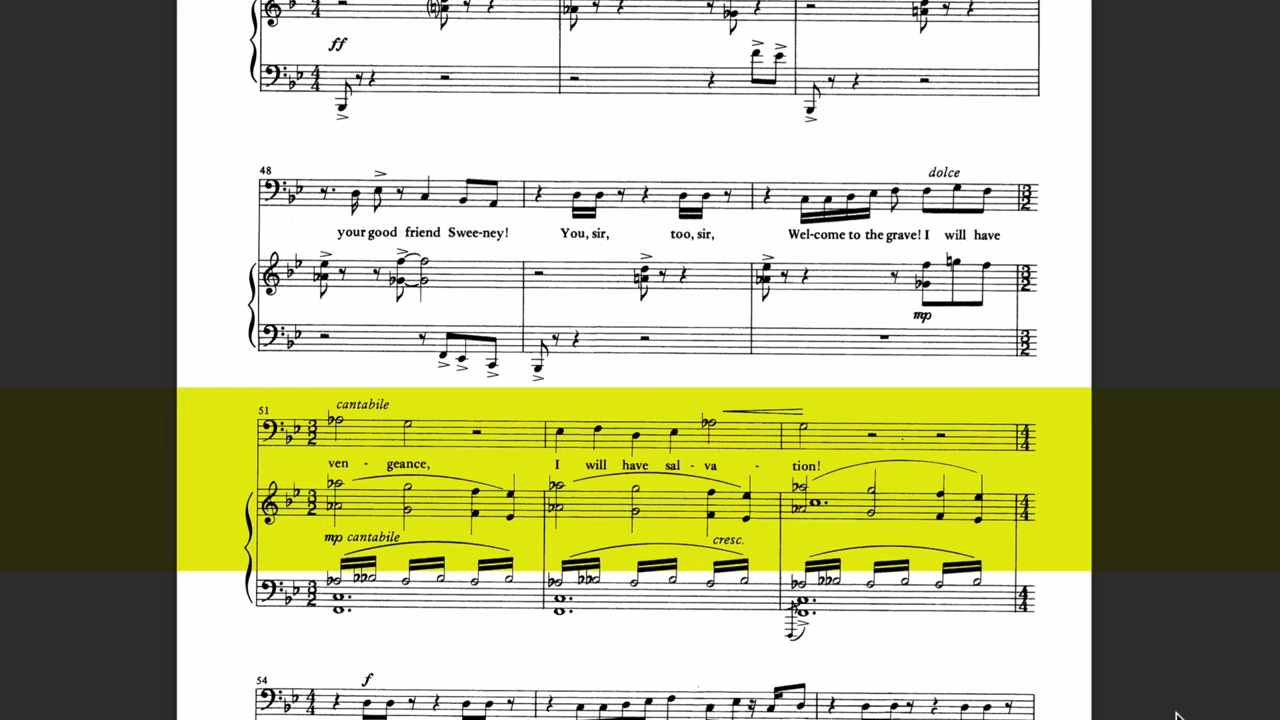 ff
48
dolce
your good friend Swee-ney! You, sir, too, sir, Wel-come to the grave! I will have
mp
51
cantabile
ven - geance, I will have sal - va - tion!
mp cantabile
cresc.
54
f